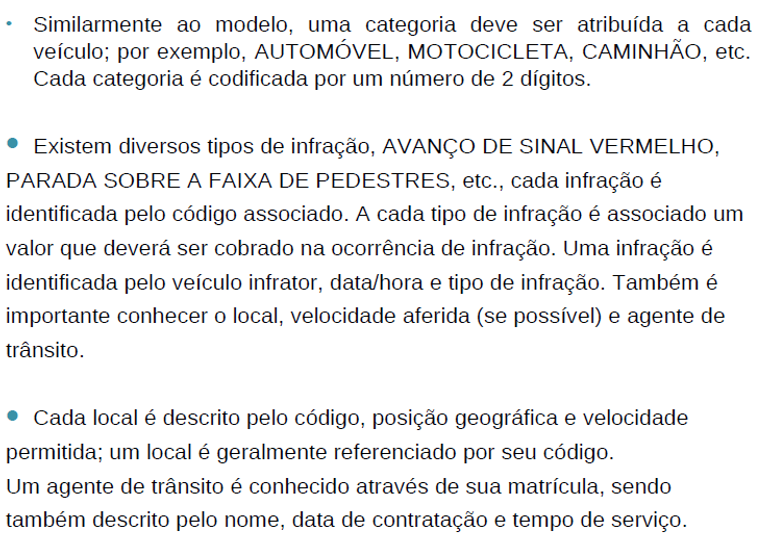 • Similarmente ao modelo, uma categoria deve ser atribuída a cada
veículo; por exemplo, AUTOMÓVEL, MOTOCICLETA, CAMINHÃO, etc.
Cada categoria é codificada por um número de 2 dígitos.
• Existem diversos tipos de infração, AVANÇO DE SINAL VERMELHO,
PARADA SOBRE A FAIXA DE PEDESTRES, etc., cada infração é
identificada pelo código associado. A cada tipo de infração é associado um
valor que deverá ser cobrado na ocorrência de infração. Uma infração é
identificada pelo veículo infrator, data/hora e tipo de infração. Também é
importante conhecer o local, velocidade aferida (se possível) e agente de
trânsito.
• Cada local é descrito pelo código, posição geográfica e velocidade
permitida; um local é geralmente referenciado por seu código.
Um agente de trânsito é conhecido através de sua matrícula, sendo
também descrito pelo nome, data de contratação e tempo de serviço.